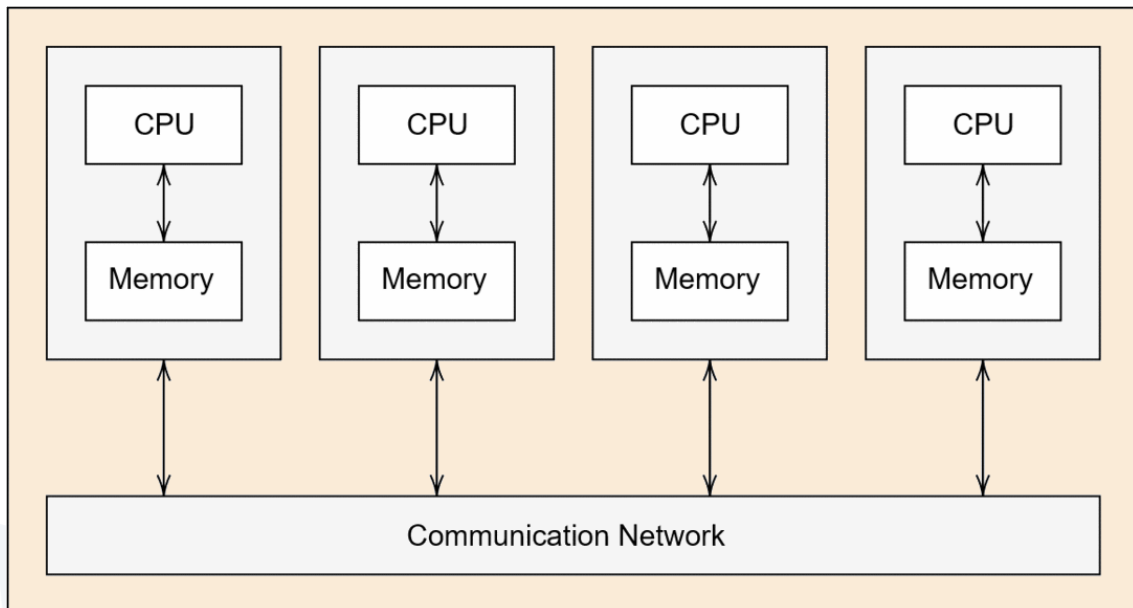 CPU
CPU
CPU
CPU
Memory
Memory
Memory
Memory
Communication Network